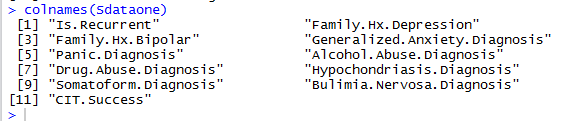 > colnames(Sdataone)
[1] "Is.Recurrent" "Family.Hx.Depression"
[3] "Family.Hx.Bipolar" "Generalized.Anxiety.Diagnosis"
[5] "Panic.Diagnosis" "Alcohol.Abuse.Diagnosis"
[7] "Drug.Abuse.Diagnosis" "Hypochondriasis.Diagnosis"
[9] "Somatoform.Diagnosis" "Bulimia.Nervosa.Diagnosis"
[11] "CIT.Success"
>